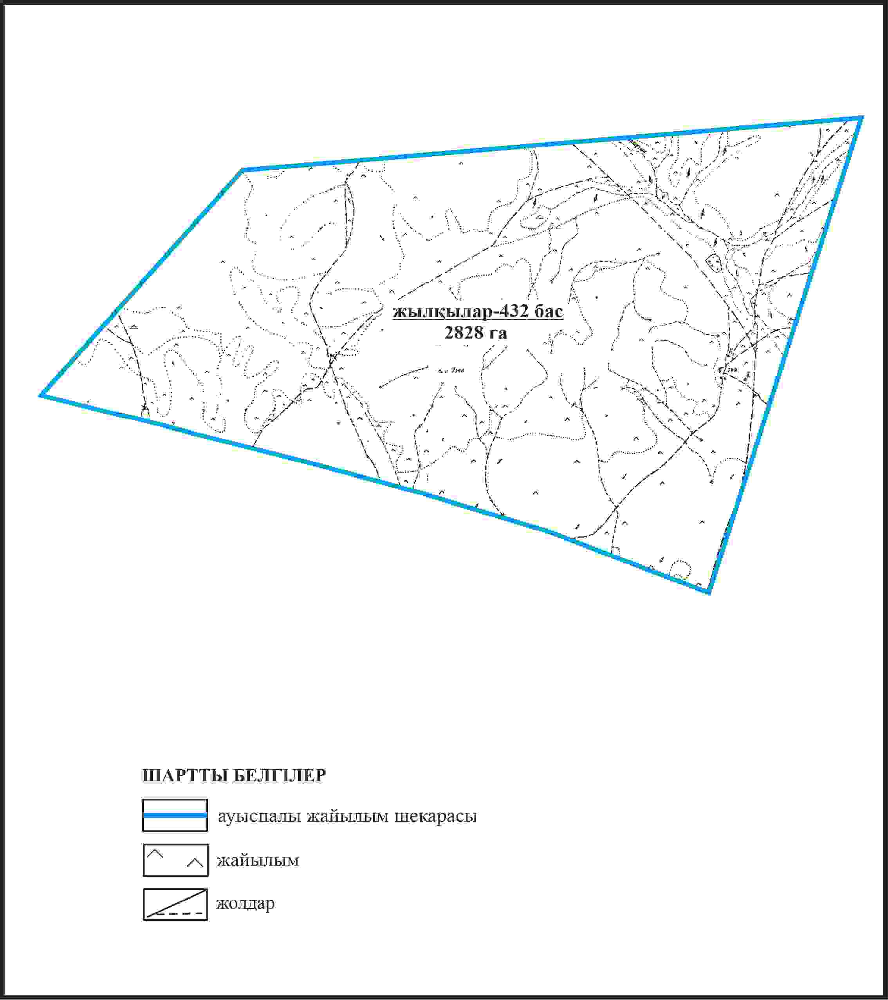 жылқылар-432 бас
2828 га
ШАРТТЫ БЕЛГІЛЕР
ауыспалы жайылым шекарасы
жайылым
жолдар